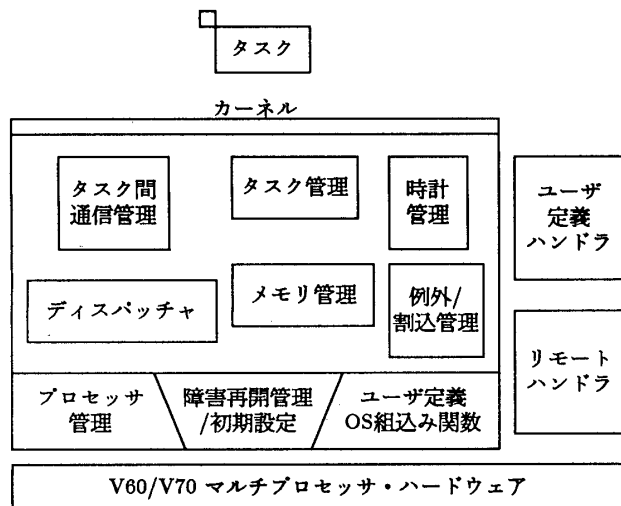 タスク
カーネル
タスク間
通信管理
タスク管理
時計
管理
ユーザ
定義
ハンドラ
ディスパッチャ
メモリ管理
例外/
割込管理
リモート
ハンドラ
プロセッサ
管理
障害再開管理
/初期設定
ユーザ定義
OS組込み関数
V60/V70 マルチプロセッサ・ハードウェア